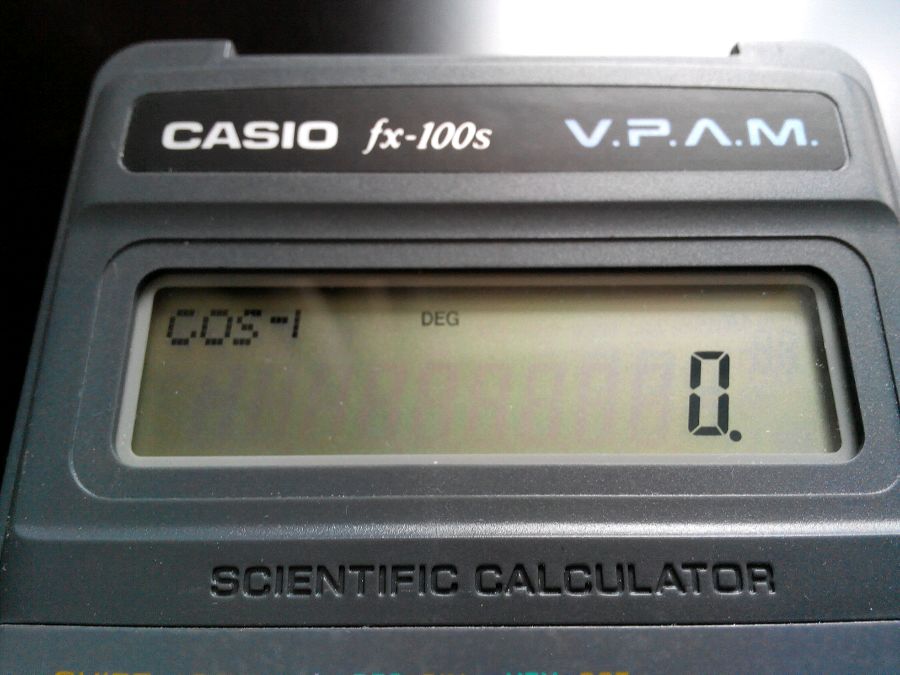 CASIO fx-100s V.P.A.M.
COS⁻¹ DEG
0.
SCIENTIFIC CALCULATOR